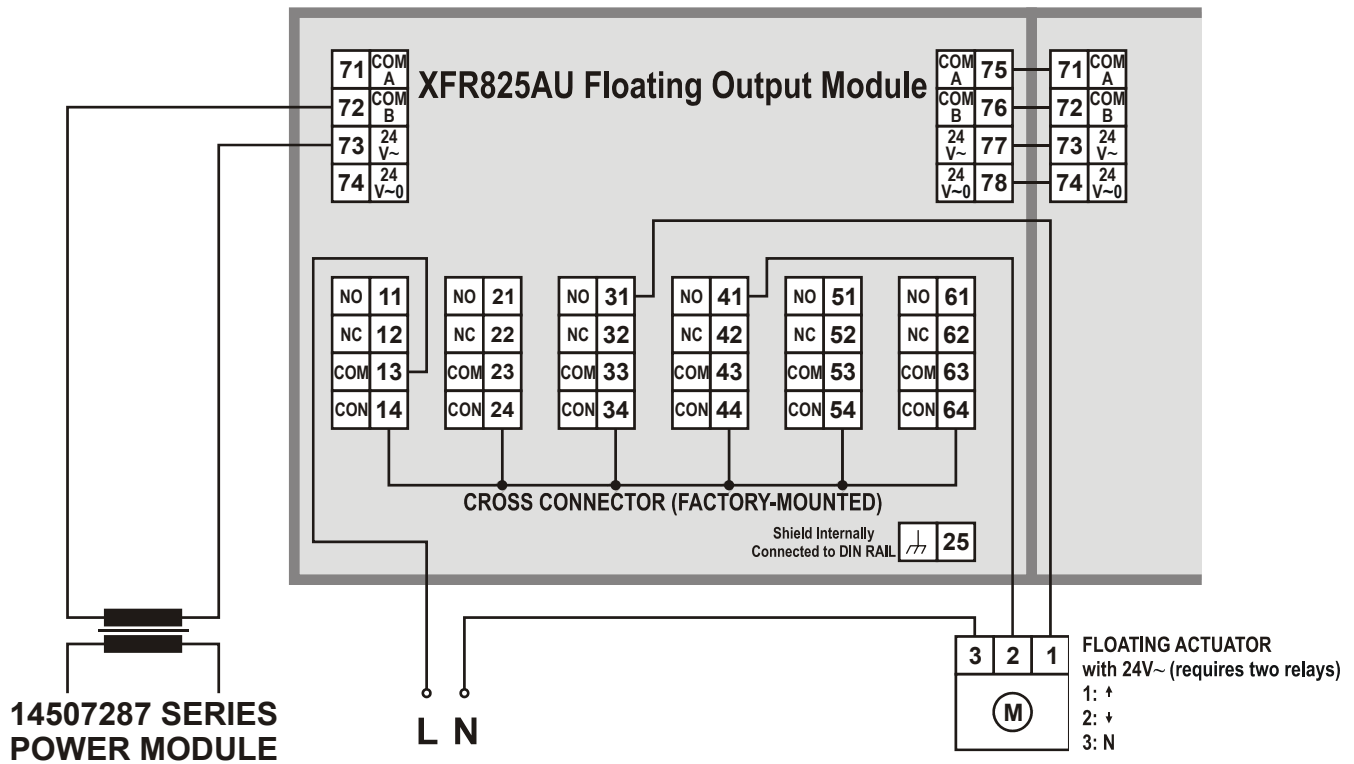 XFR825AU Floating Output Module
71 COM A
72 COM B
73 24 V~
74 24 V~0
COM A 75
COM B 76
24 V~ 77
24 V~0 78
71 COM A
72 COM B
73 24 V~
74 24 V~0
NO 11 NO 21 NO 31 NO 41 NO 51 NO 61
NC 12 NC 22 NC 32 NC 42 NC 52 NC 62
COM 13 COM 23 COM 33 COM 43 COM 53 COM 63
CON 14 CON 24 CON 34 CON 44 CON 54 CON 64
CROSS CONNECTOR (FACTORY-MOUNTED)
Shield Internally
Connected to DIN RAIL
25
14507287 SERIES
POWER MODULE
L N
3 2 1
M
FLOATING ACTUATOR
with 24V~ (requires two relays)
1: ↑
2: ↓
3: N